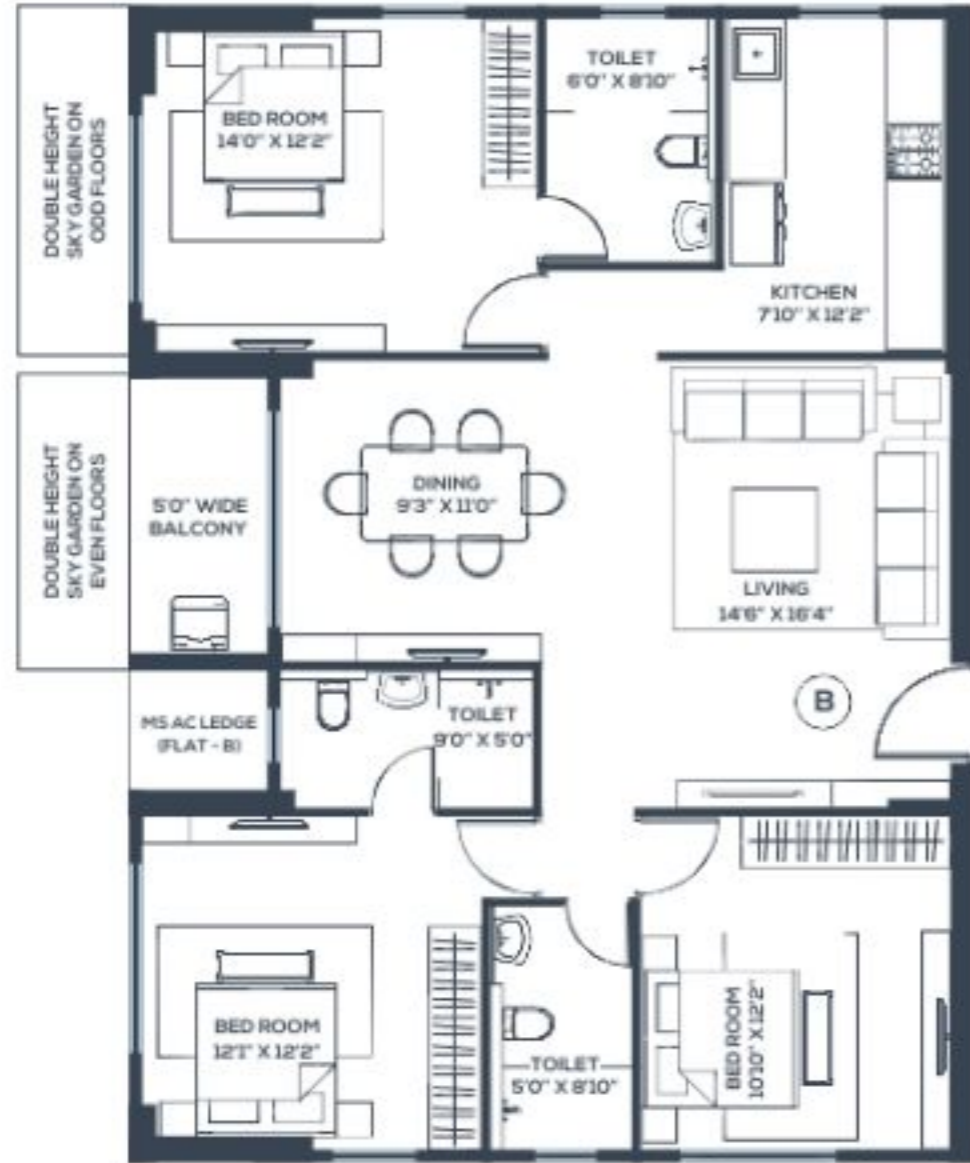 DOUBLE HEIGHT
SKY GARDEN ON
ODD FLOORS
BED ROOM
14'0" X 12'2"
TOILET
6'0" X 8'10"
KITCHEN
7'10" X 12'2"
DOUBLE HEIGHT
SKY GARDEN ON
EVEN FLOORS
5'0" WIDE
BALCONY
DINING
9'3" X 11'0"
LIVING
14'6" X 16'4"
B
MS AC LEDGE
(FLAT - B)
TOILET
9'0" X 5'0"
BED ROOM
12'1" X 12'2"
TOILET
5'0" X 8'10"
BED ROOM
10'10" X 12'2"